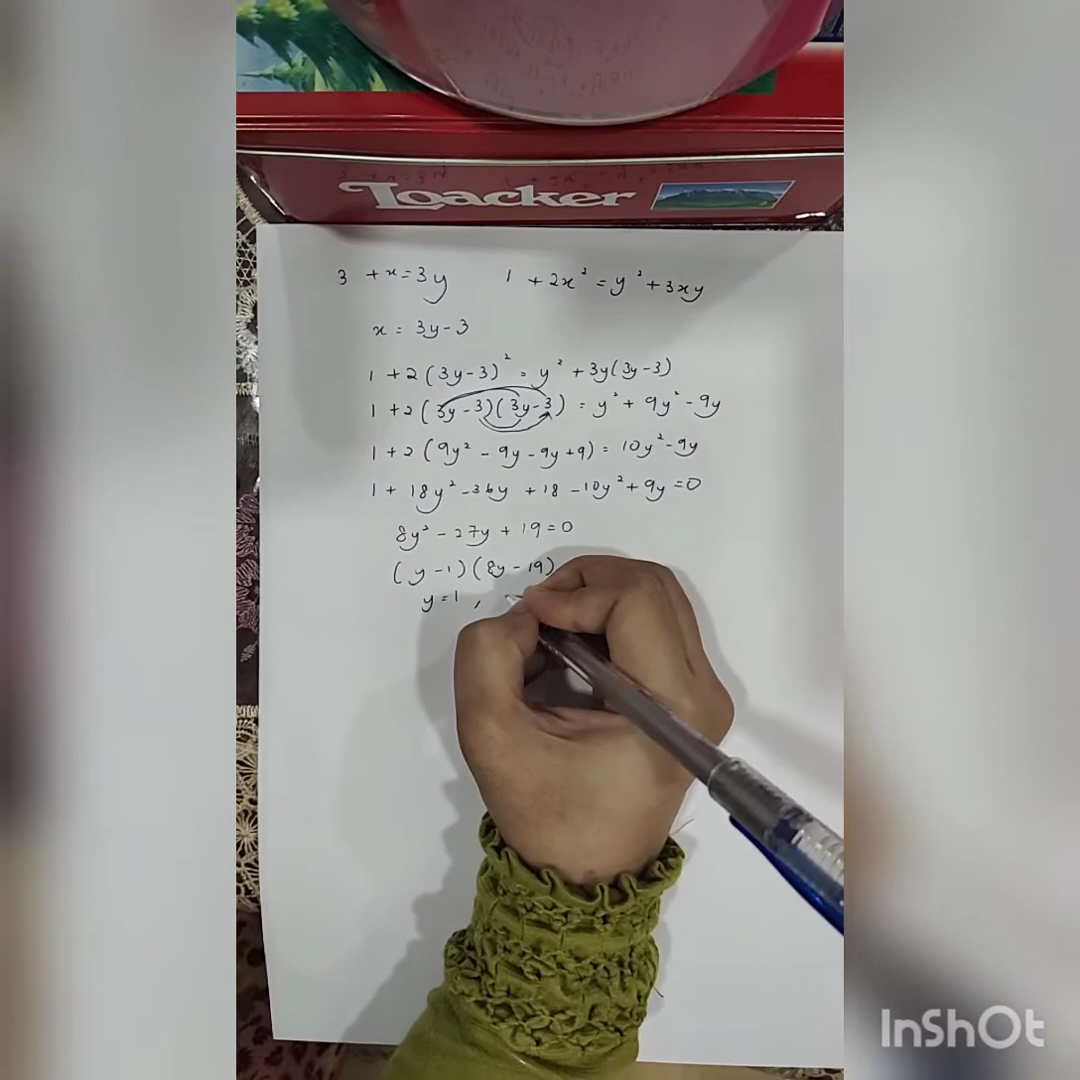 Loacker
3 + x = 3y    1 + 2x² = y² + 3xy
x = 3y - 3
1 + 2(3y - 3)² = y² + 3y(3y - 3)
1 + 2(3y - 3)(3y - 3) = y² + 9y² - 9y
1 + 2(9y² - 9y - 9y + 9) = 10y² - 9y
1 + 18y² - 36y + 18 - 10y² + 9y = 0
8y² - 27y + 19 = 0
(y - 1)(8y - 19)
y = 1 ,
InShOt